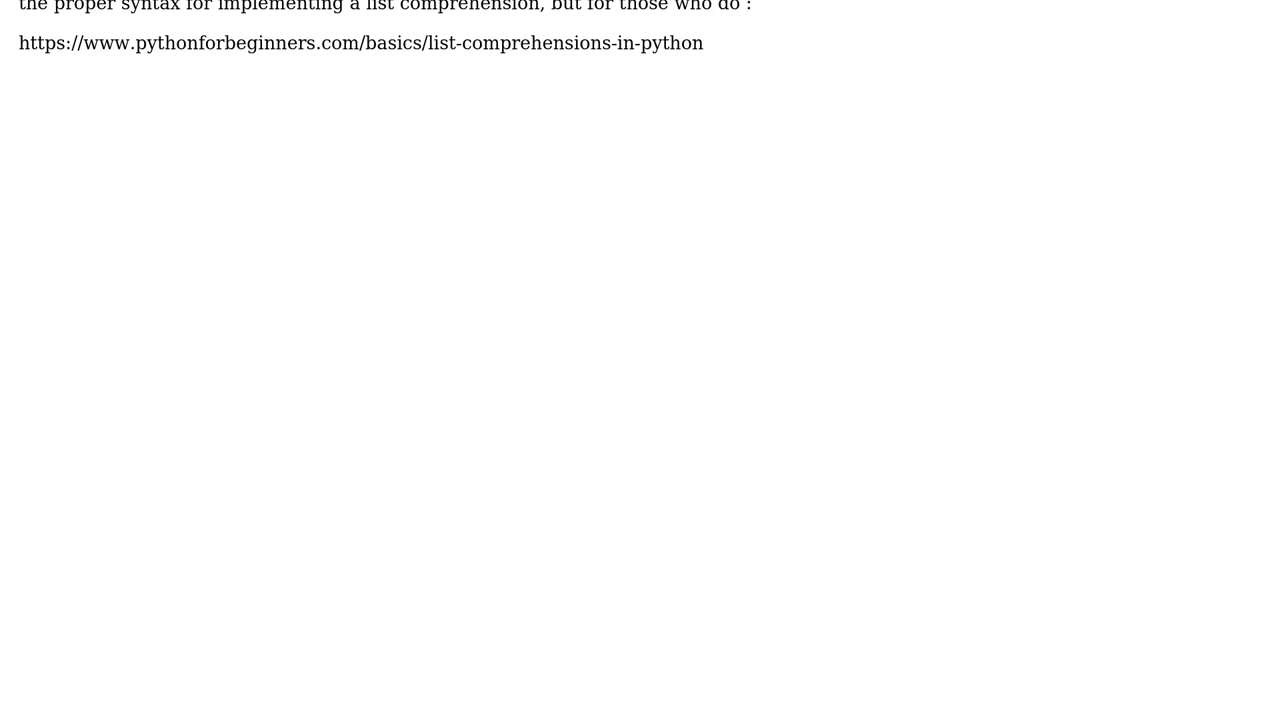 the proper syntax for implementing a list comprehension, but for those who do :
https://www.pythonforbeginners.com/basics/list-comprehensions-in-python